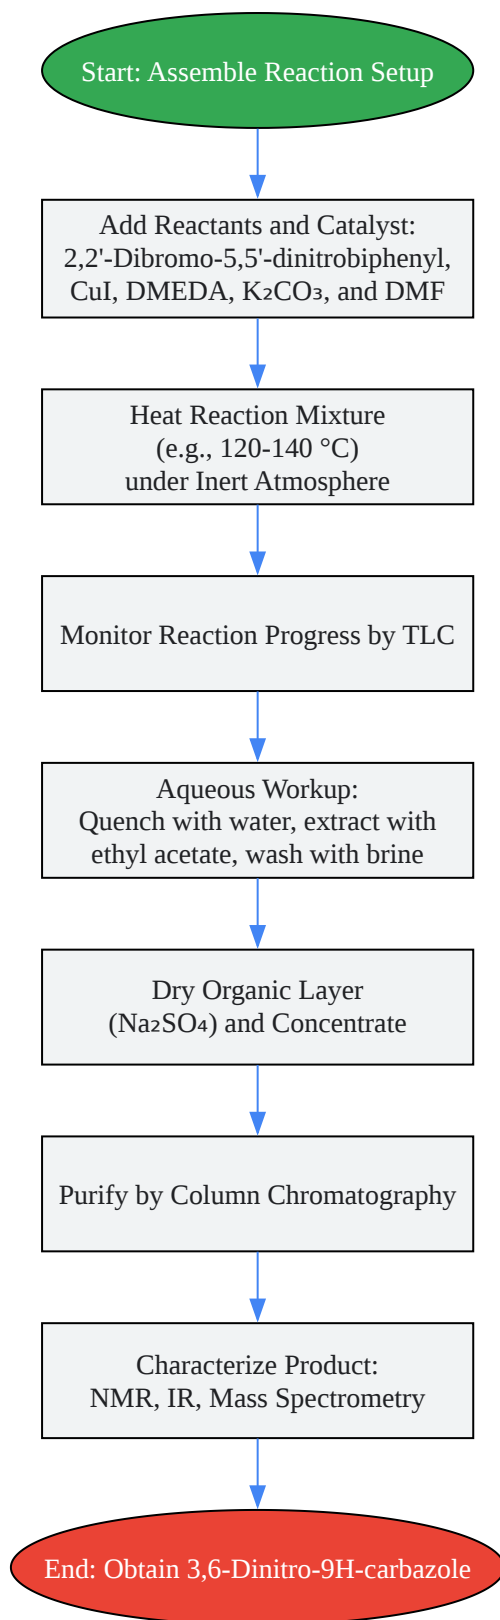 Start: Assemble Reaction Setup
Add Reactants and Catalyst:
2,2'-Dibromo-5,5'-dinitrobiphenyl,
CuI, DMEDA, K₂CO₃, and DMF
Heat Reaction Mixture
(e.g., 120-140 °C)
under Inert Atmosphere
Monitor Reaction Progress by TLC
Aqueous Workup:
Quench with water, extract with
ethyl acetate, wash with brine
Dry Organic Layer
(Na₂SO₄) and Concentrate
Purify by Column Chromatography
Characterize Product:
NMR, IR, Mass Spectrometry
End: Obtain 3,6-Dinitro-9H-carbazole